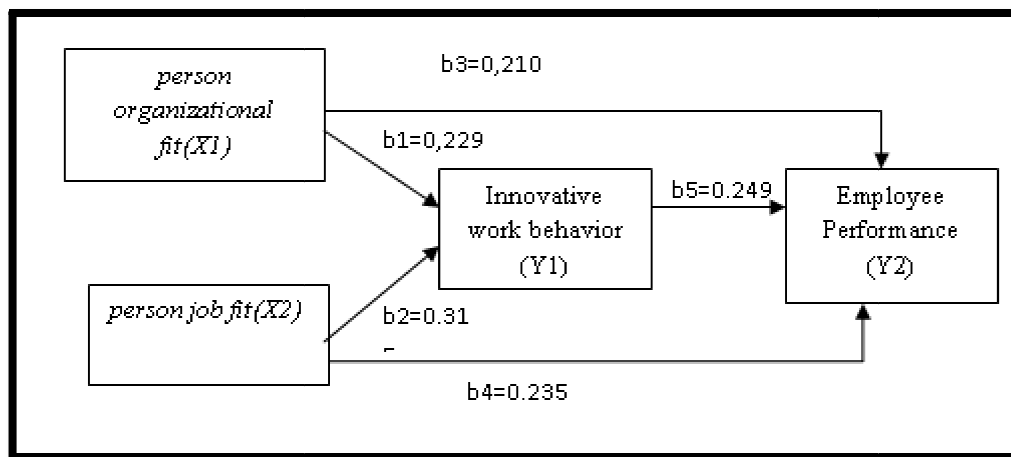 person
organizational
fit(X1)
b3=0,210
b1=0,229
Innovative
work behavior
(Y1)
b5=0.249
Employee
Performance
(Y2)
person job fit(X2)
b2=0.31
b4=0.235